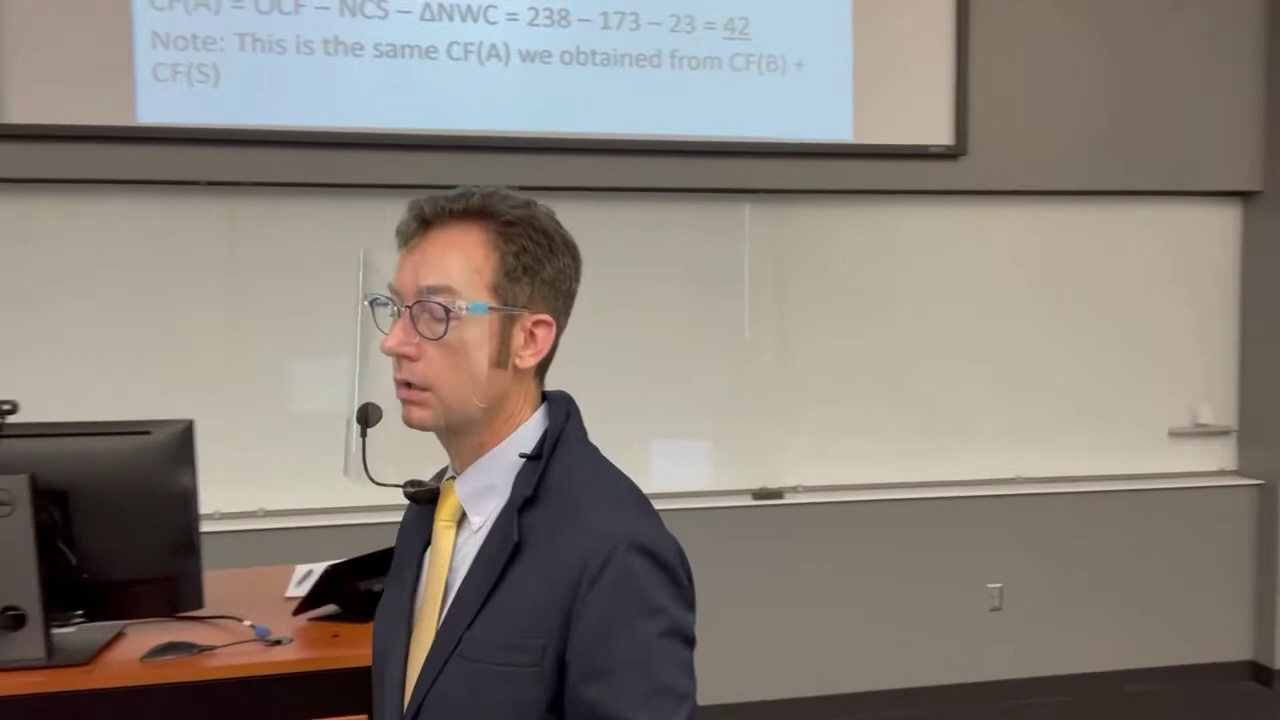 CF(A) = OCF – NCS – ΔNWC = 238 – 173 – 23 = 42
Note: This is the same CF(A) we obtained from CF(B) +
CF(S)